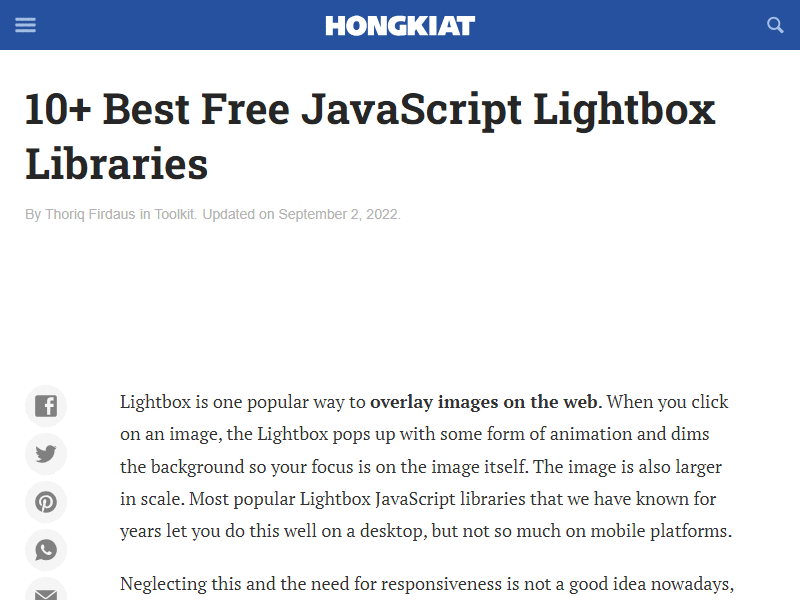 HONGKIAT
10+ Best Free JavaScript Lightbox
Libraries
By Thoriq Firdaus in Toolkit. Updated on September 2, 2022.
Lightbox is one popular way to overlay images on the web. When you click
on an image, the Lightbox pops up with some form of animation and dims
the background so your focus is on the image itself. The image is also larger
in scale. Most popular Lightbox JavaScript libraries that we have known for
years let you do this well on a desktop, but not so much on mobile platforms.
Neglecting this and the need for responsiveness is not a good idea nowadays,